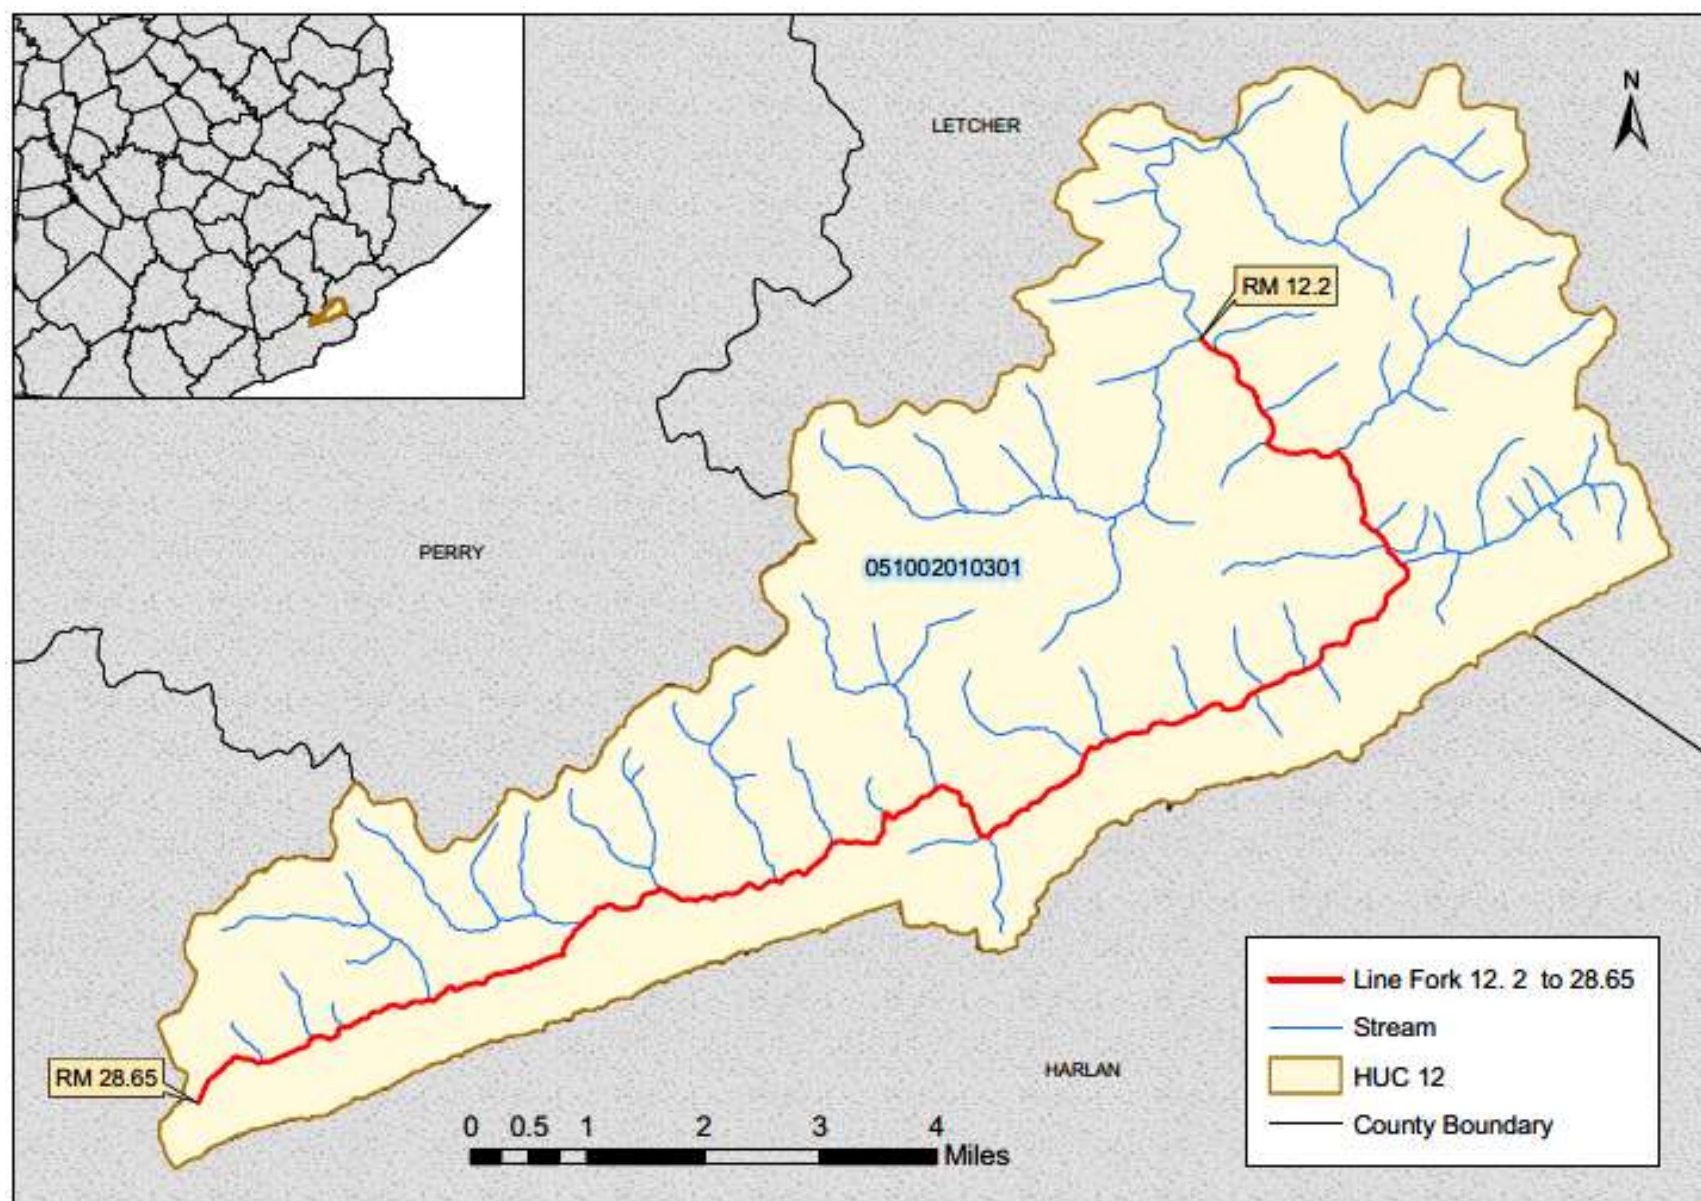 LETCHER
N
RM 12.2
PERRY
051002010301
RM 28.65
HARLAN
0 0.5 1 2 3 4
Miles
Line Fork 12. 2 to 28.65
Stream
HUC 12
County Boundary